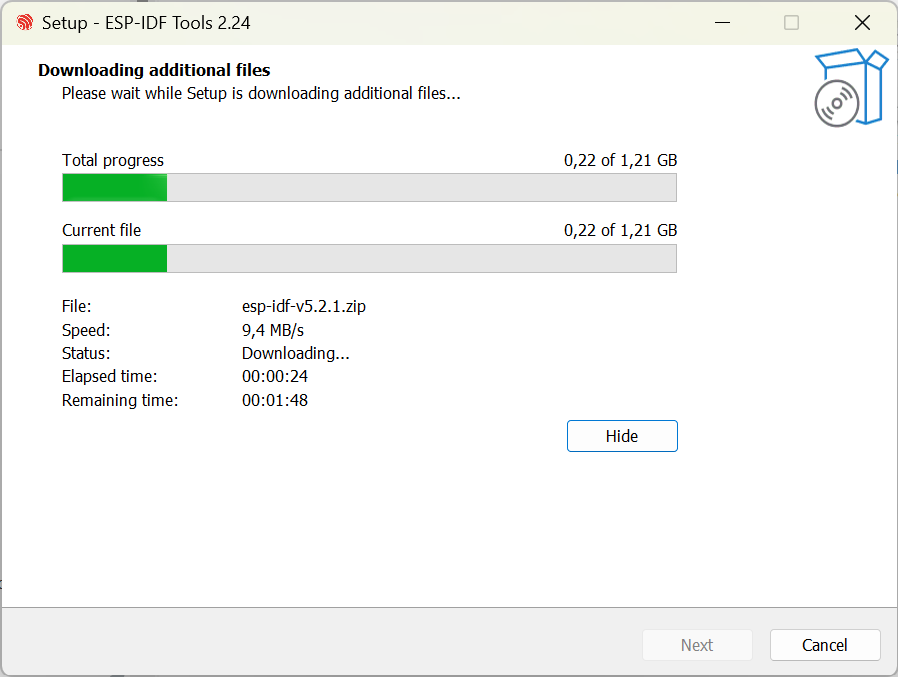 Setup - ESP-IDF Tools 2.24
Downloading additional files
Please wait while Setup is downloading additional files...
Total progress 0,22 of 1,21 GB
Current file 0,22 of 1,21 GB
File: esp-idf-v5.2.1.zip
Speed: 9,4 MB/s
Status: Downloading...
Elapsed time: 00:00:24
Remaining time: 00:01:48
Hide
Next Cancel